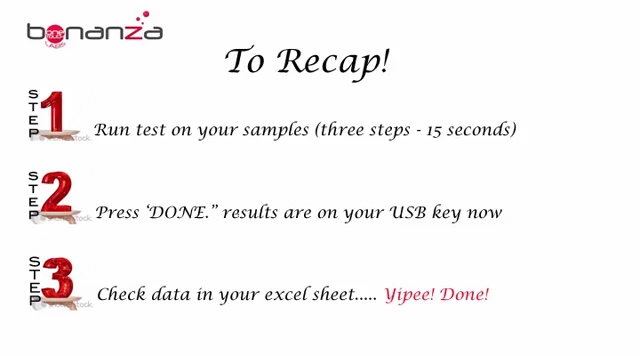 bonanza
LABS
To Recap!
STEP 1
Run test on your samples (three steps - 15 seconds)
STEP 2
Press ‘DONE.” results are on your USB key now
STEP 3
Check data in your excel sheet..... Yipee! Done!